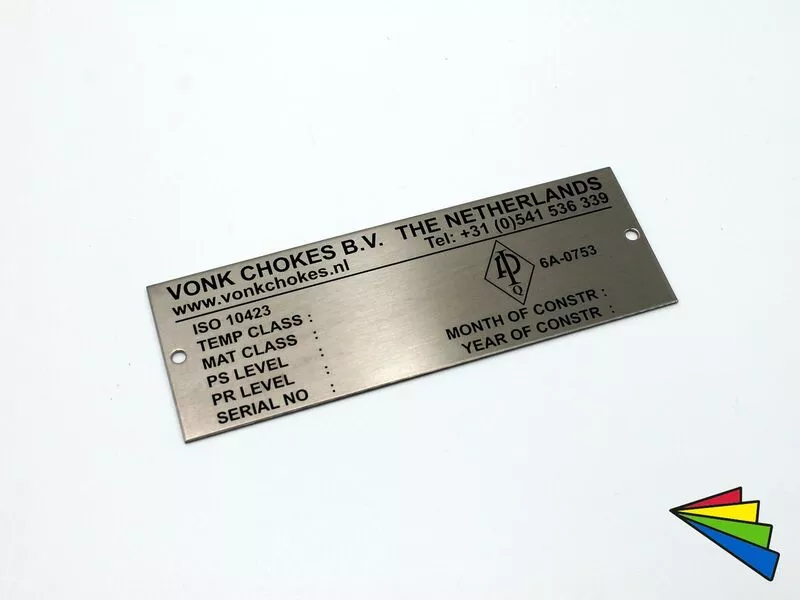 VONK CHOKES B.V. THE NETHERLANDS
www.vonkchokes.nl Tel: +31 (0)541 536 339
ISO 10423
TEMP CLASS :
MAT CLASS :
PS LEVEL :
PR LEVEL :
SERIAL NO :
API
Q
6A-0753
MONTH OF CONSTR :
YEAR OF CONSTR :